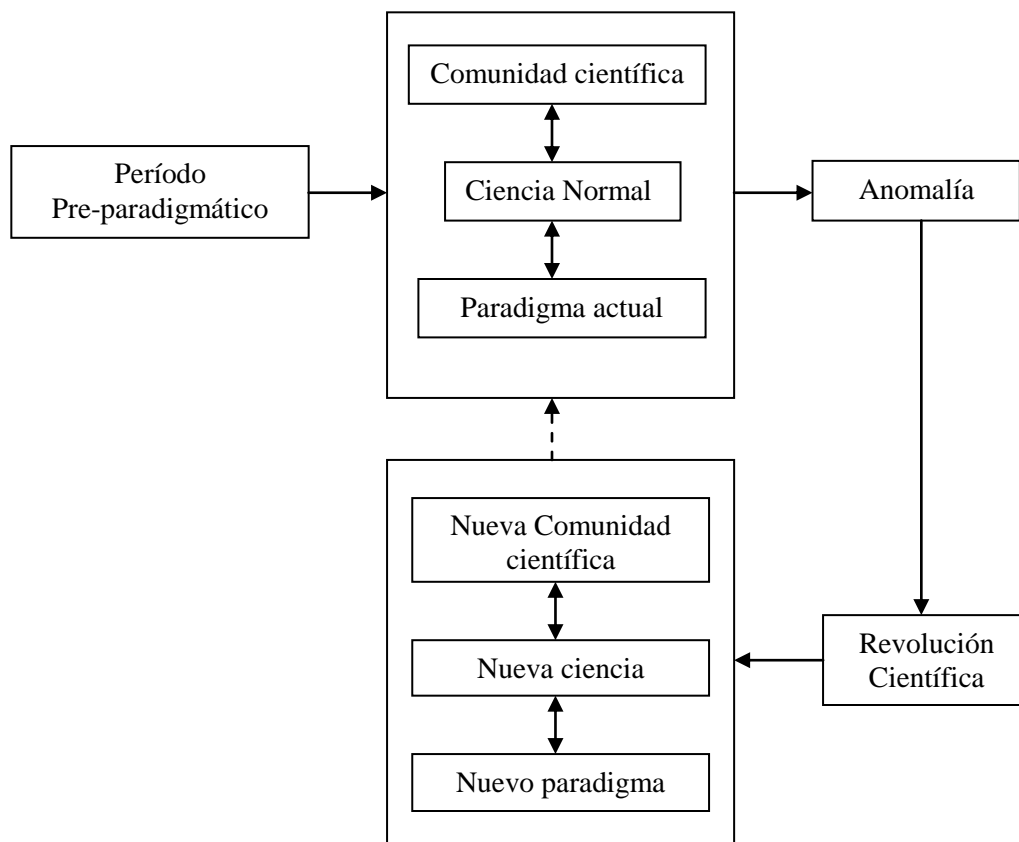 Comunidad científica
Período
Pre-paradigmático
Ciencia Normal
Anomalía
Paradigma actual
Nueva Comunidad
científica
Nueva ciencia
Revolución
Científica
Nuevo paradigma